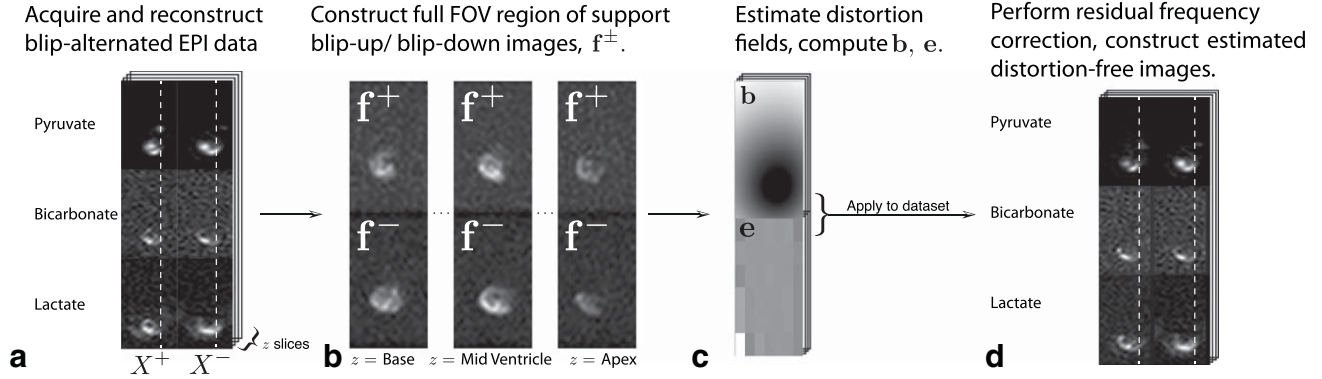 Acquire and reconstruct
blip-alternated EPI data
Pyruvate
Bicarbonate
Lactate
X⁺ X⁻
} z slices
a
Construct full FOV region of support
blip-up/ blip-down images, f±.
f⁺ f⁺ f⁺
... ...
f⁻ f⁻ f⁻
z = Base z = Mid Ventricle z = Apex
b
Estimate distortion
fields, compute b, e.
b
e
} Apply to dataset
c
Perform residual frequency
correction, construct estimated
distortion-free images.
Pyruvate
Bicarbonate
Lactate
d